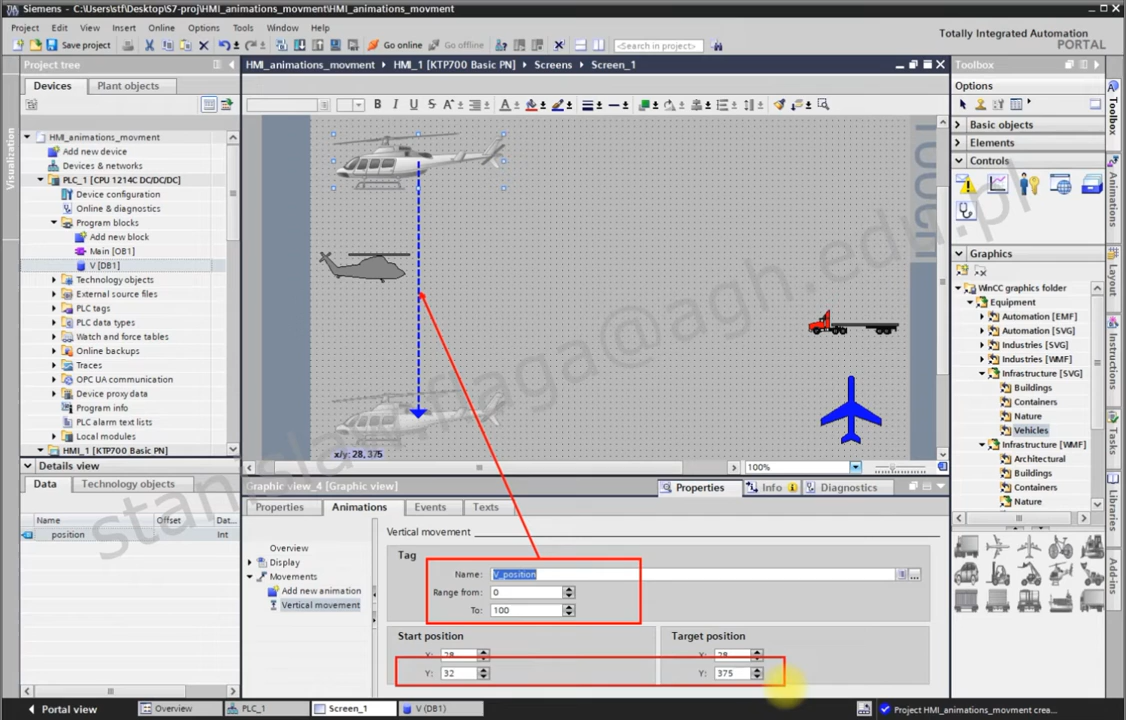 Siemens - C:\Users\stf\Desktop\S7-proj\HMI_animations_movment\HMI_animations_movment
Project Edit View Insert Online Options Tools Window Help
Totally Integrated Automation
PORTAL
Save project
Go online
Go offline
<Search in project>
Project tree
HMI_animations_movment ▸ HMI_1 [KTP700 Basic PN] ▸ Screens ▸ Screen_1
Toolbox
Devices
Plant objects
Options
Visualization
HMI_animations_movment
Add new device
Devices & networks
PLC_1 [CPU 1214C DC/DC/DC]
Device configuration
Online & diagnostics
Program blocks
Add new block
Main [OB1]
V [DB1]
Technology objects
External source files
PLC tags
PLC data types
Watch and force tables
Online backups
Traces
OPC UA communication
Device proxy data
Program info
PLC alarm text lists
Local modules
HMI_1 [KTP700 Basic PN]
B I U S A A
TOUCH
x/y: 28, 375
100%
Basic objects
Elements
Controls
Graphics
WinCC graphics folder
Equipment
Automation [EMF]
Automation [SVG]
Industries [SVG]
Industries [WMF]
Infrastructure [SVG]
Buildings
Containers
Nature
Vehicles
Infrastructure [WMF]
Architectural
Buildings
Containers
Nature
Toolbox
Animations
Layout
Instructions
Tasks
Libraries
Add-ins
Details view
Data
Technology objects
Name Offset Dat...
position Int
Graphic view_4 [Graphic view]
Properties
Info
Diagnostics
Properties
Animations
Events
Texts
Overview
Display
Movements
Add new animation
Vertical movement
Vertical movement
Tag
Name: V_position
Range from: 0
To: 100
Start position
Target position
X: 28
X: 28
Y: 32
Y: 375
Portal view
Overview
PLC_1
Screen_1
V (DB1)
Project HMI_animations_movment crea...